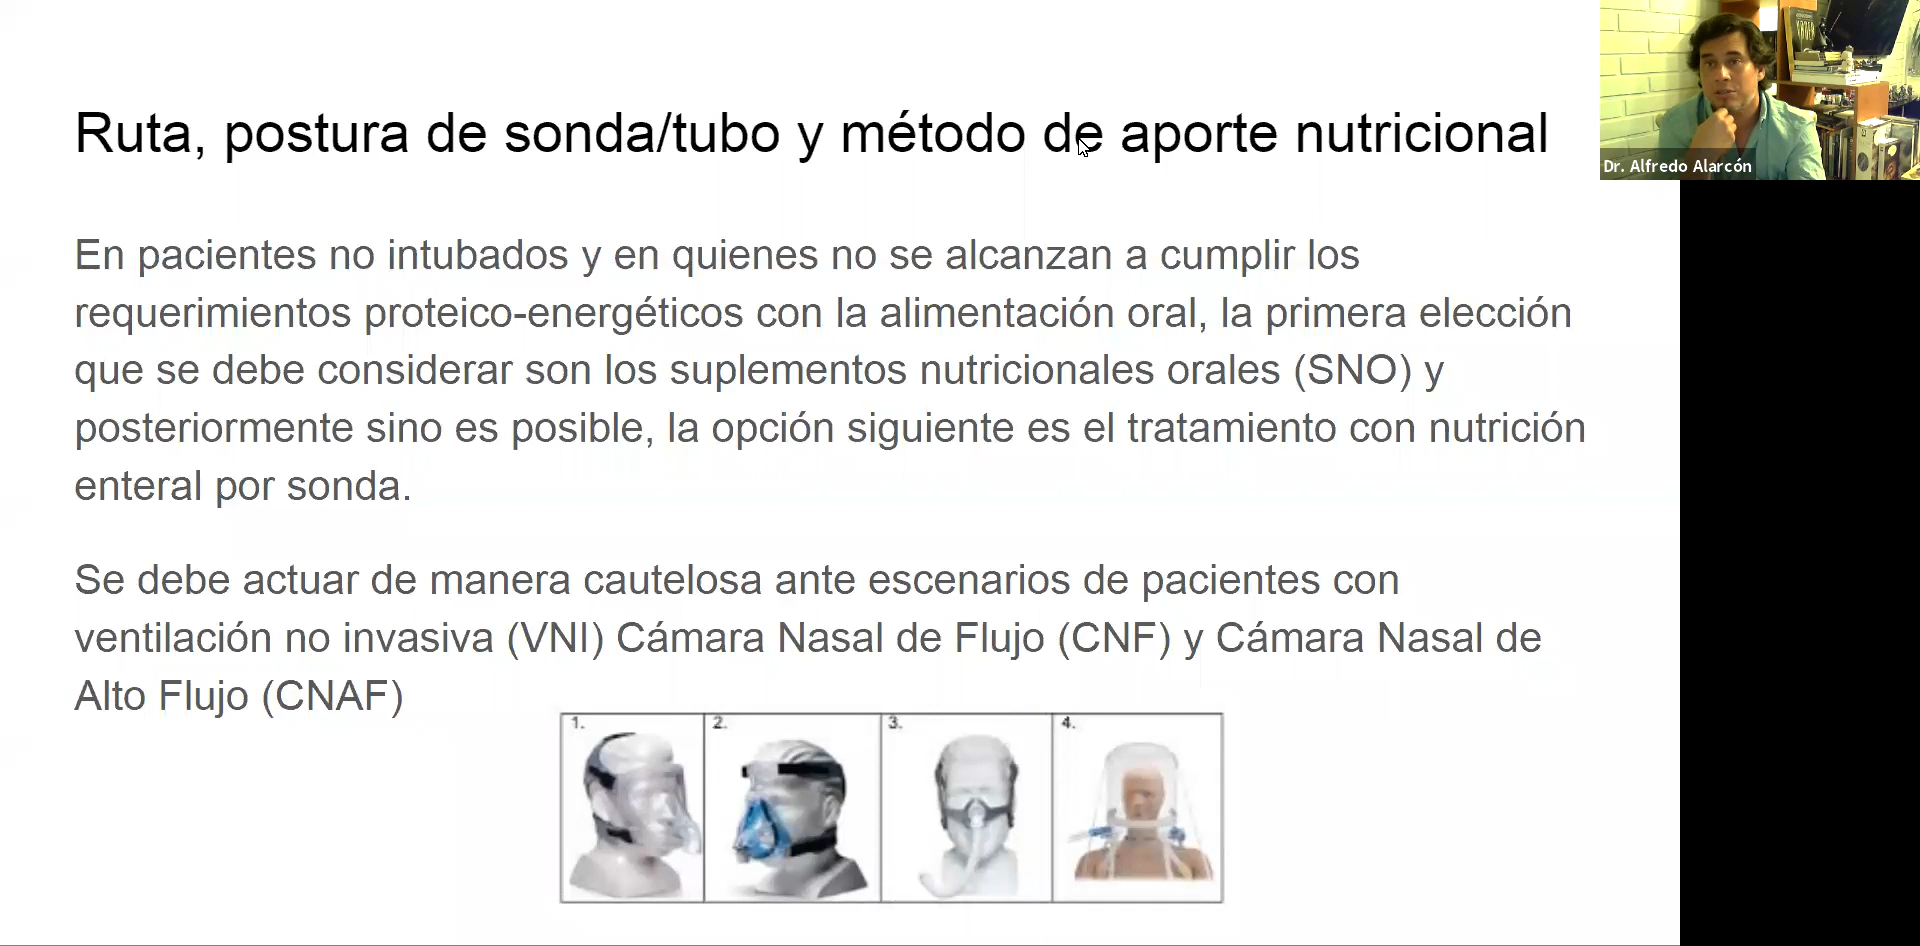 Ruta, postura de sonda/tubo y método de aporte nutricional
Dr. Alfredo Alarcón
En pacientes no intubados y en quienes no se alcanzan a cumplir los
requerimientos proteico-energéticos con la alimentación oral, la primera elección
que se debe considerar son los suplementos nutricionales orales (SNO) y
posteriormente sino es posible, la opción siguiente es el tratamiento con nutrición
enteral por sonda.
Se debe actuar de manera cautelosa ante escenarios de pacientes con
ventilación no invasiva (VNI) Cámara Nasal de Flujo (CNF) y Cámara Nasal de
Alto Flujo (CNAF)
1.
2.
3.
4.